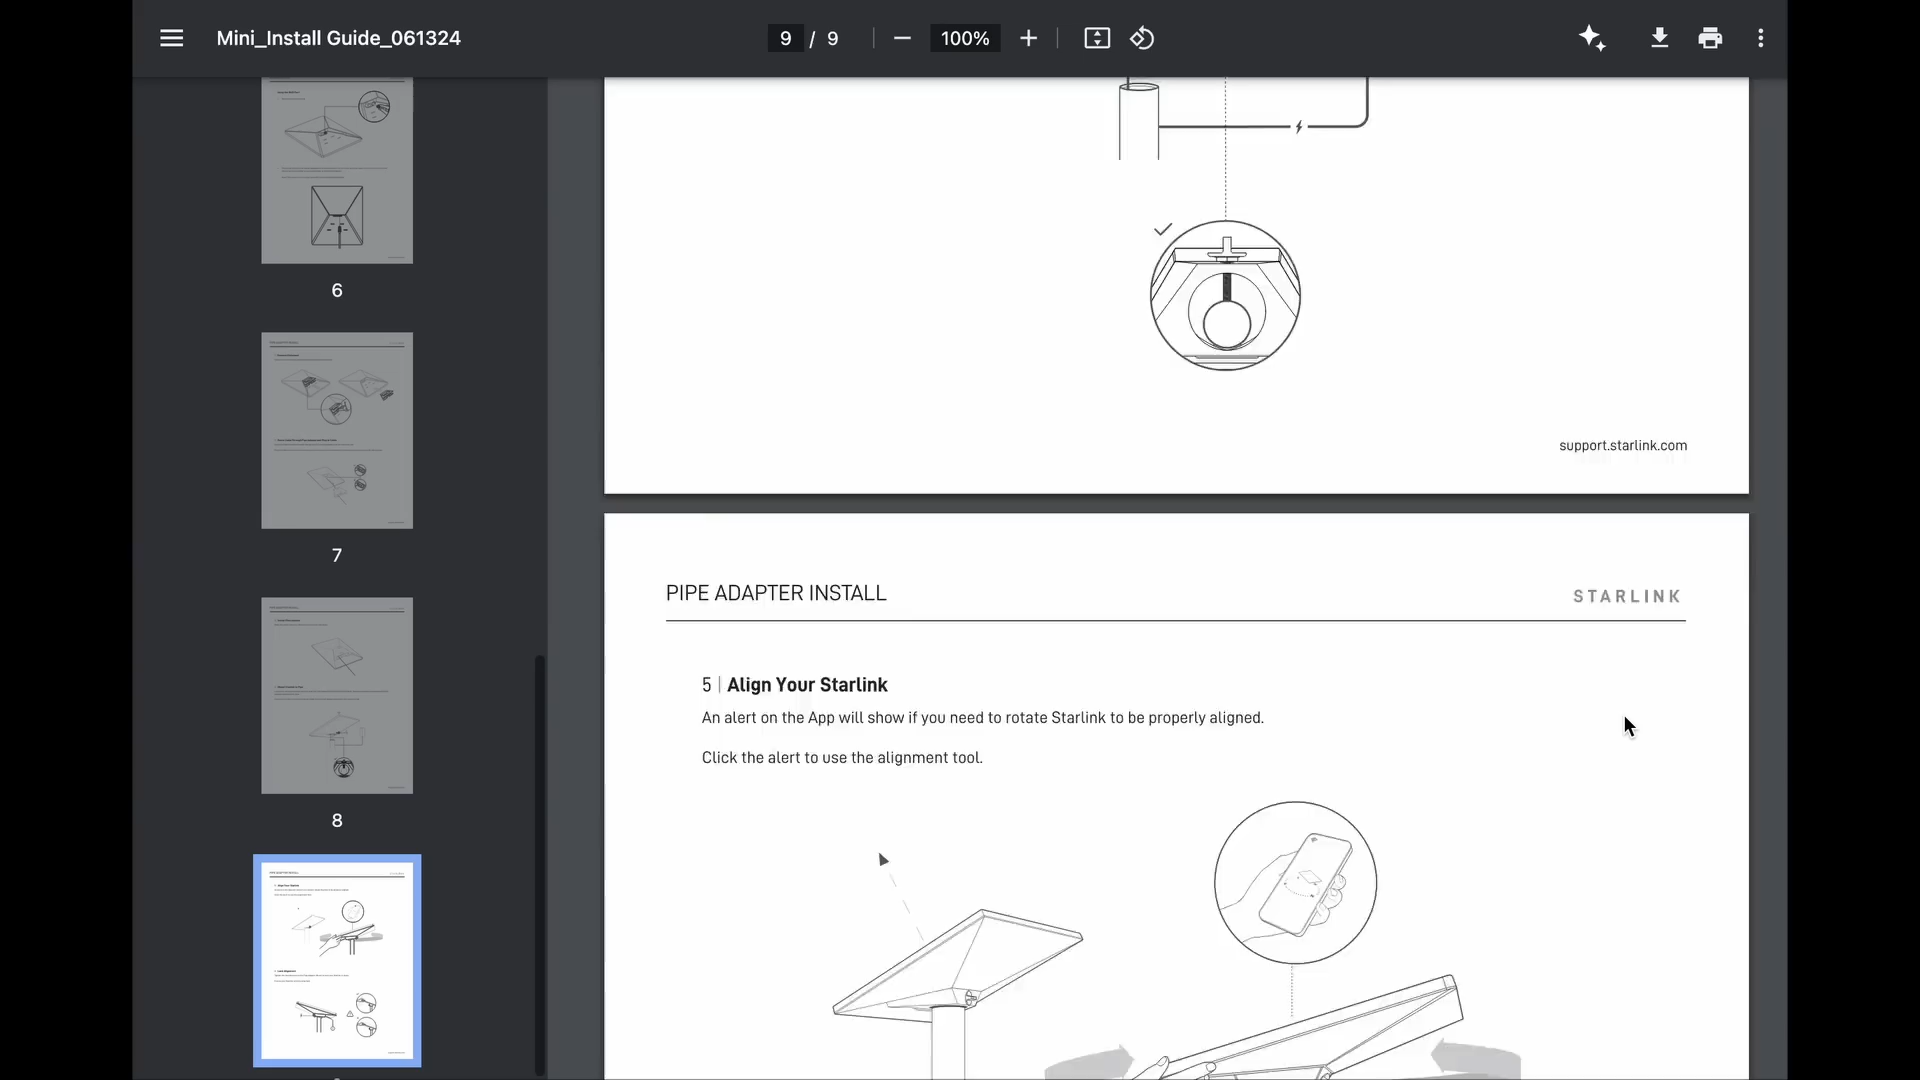 Mini_Install Guide_061324
9 / 9
100%
6
7
8
support.starlink.com
PIPE ADAPTER INSTALL
STARLINK
5 | Align Your Starlink
An alert on the App will show if you need to rotate Starlink to be properly aligned.
Click the alert to use the alignment tool.